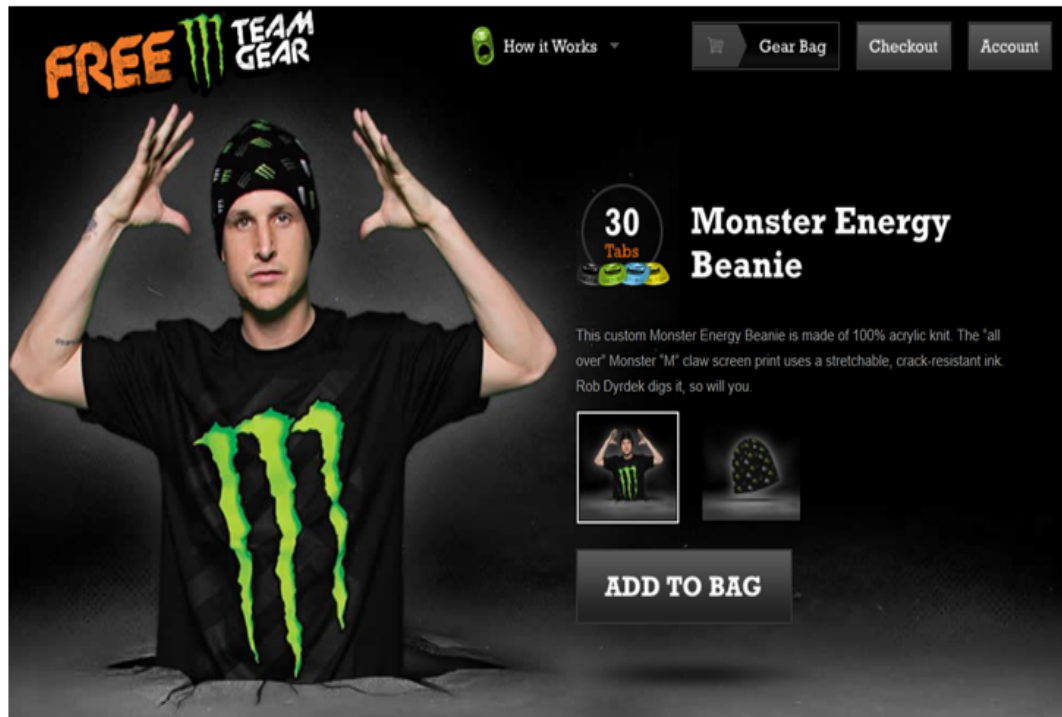 FREE TEAM
GEAR
How it Works
Gear Bag
Checkout
Account
30
Tabs
Monster Energy
Beanie
This custom Monster Energy Beanie is made of 100% acrylic knit. The "all
over" Monster "M" claw screen print uses a stretchable, crack-resistant ink.
Rob Dyrdek digs it, so will you.
ADD TO BAG